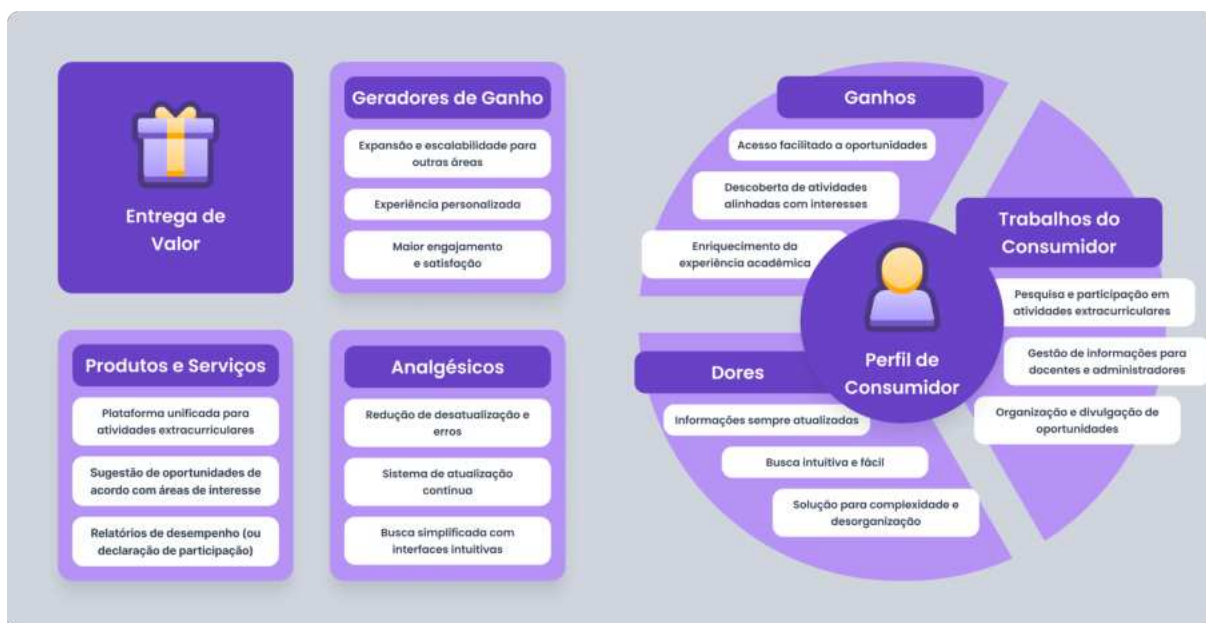 Entrega de
Valor
Geradores de Ganho
Expansão e escalabilidade para
outras áreas
Experiência personalizada
Maior engajamento
e satisfação
Produtos e Serviços
Plataforma unificada para
atividades extracurriculares
Sugestão de oportunidades de
acordo com áreas de interesse
Relatórios de desempenho (ou
declaração de participação)
Analgésicos
Redução de desatualização e
erros
Sistema de atualização
contínua
Busca simplificada com
interfaces intuitivas
Ganhos
Acesso facilitado a oportunidades
Descoberta de atividades
alinhadas com interesses
Enriquecimento da
experiência acadêmica
Trabalhos do
Consumidor
Pesquisa e participação em
atividades extracurriculares
Gestão de informações para
docentes e administradores
Organização e divulgação de
oportunidades
Perfil de
Consumidor
Dores
Informações sempre atualizadas
Busca intuitiva e fácil
Solução para complexidade e
desorganização